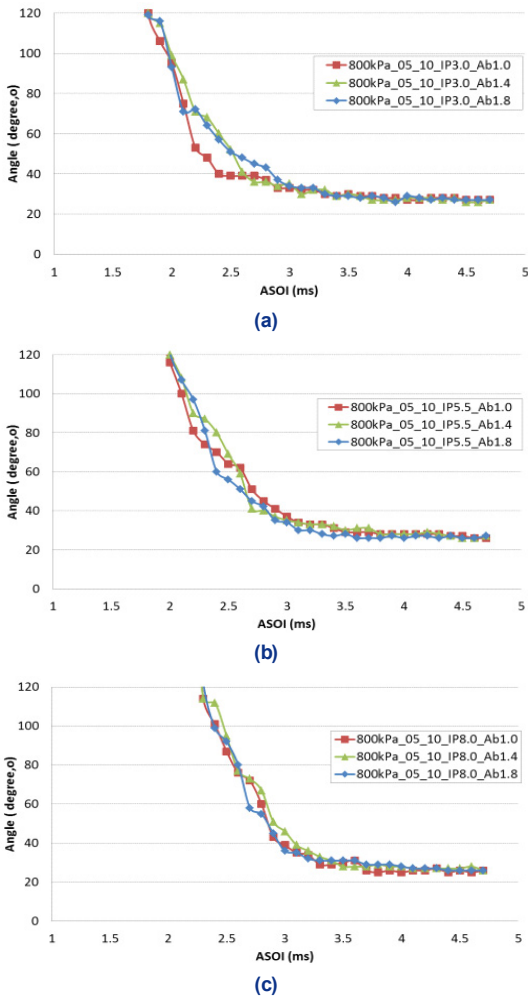 120
100
80
60
40
20
0
Angle ( degree,o)
800kPa_05_10_IP3.0_Ab1.0
800kPa_05_10_IP3.0_Ab1.4
800kPa_05_10_IP3.0_Ab1.8
1 1.5 2 2.5 3 3.5 4 4.5 5
ASOI (ms)
(a)
120
100
80
60
40
20
0
Angle ( degree,o)
800kPa_05_10_IP5.5_Ab1.0
800kPa_05_10_IP5.5_Ab1.4
800kPa_05_10_IP5.5_Ab1.8
1 1.5 2 2.5 3 3.5 4 4.5 5
ASOI (ms)
(b)
120
100
80
60
40
20
0
Angle ( degree,o)
800kPa_05_10_IP8.0_Ab1.0
800kPa_05_10_IP8.0_Ab1.4
800kPa_05_10_IP8.0_Ab1.8
1 1.5 2 2.5 3 3.5 4 4.5 5
ASOI (ms)
(c)